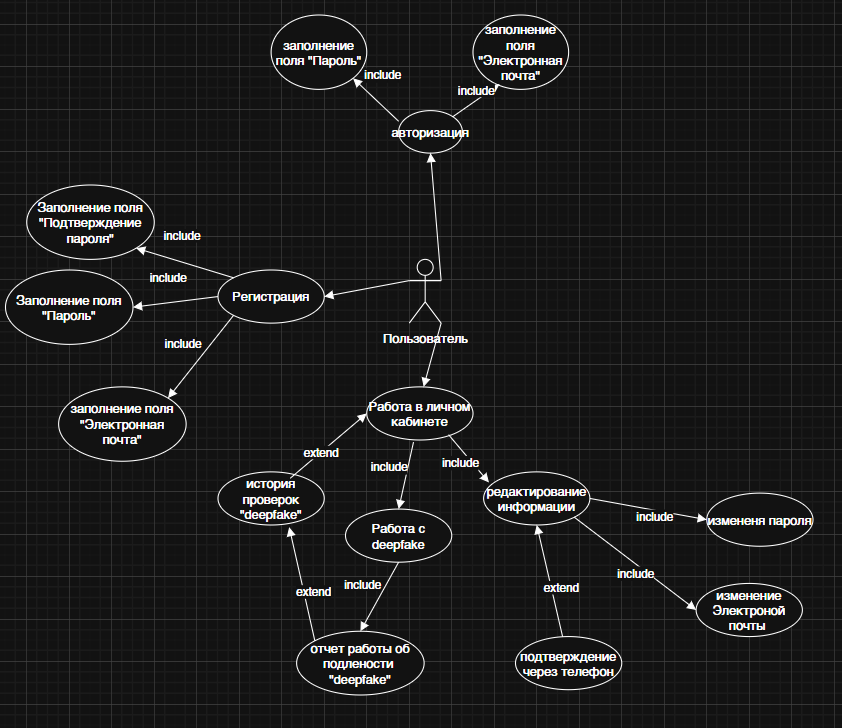 заполнение
поля "Пароль"
заполнение
поля
"Электронная
почта"
include
include
авторизация
Заполнение поля
"Подтверждение
пароля"
include
include
Заполнение поля
"Пароль"
Регистрация
include
Пользователь
заполнение поля
"Электронная
почта"
Работа в личном
кабинете
extend
include
include
история
проверок
"deepfake"
редактирование
информации
Работа с
deepfake
include
измененя пароля
extend
include
extend
include
изменение
Электроной
почты
отчет работы об
подлености
"deepfake"
подтверждение
через телефон